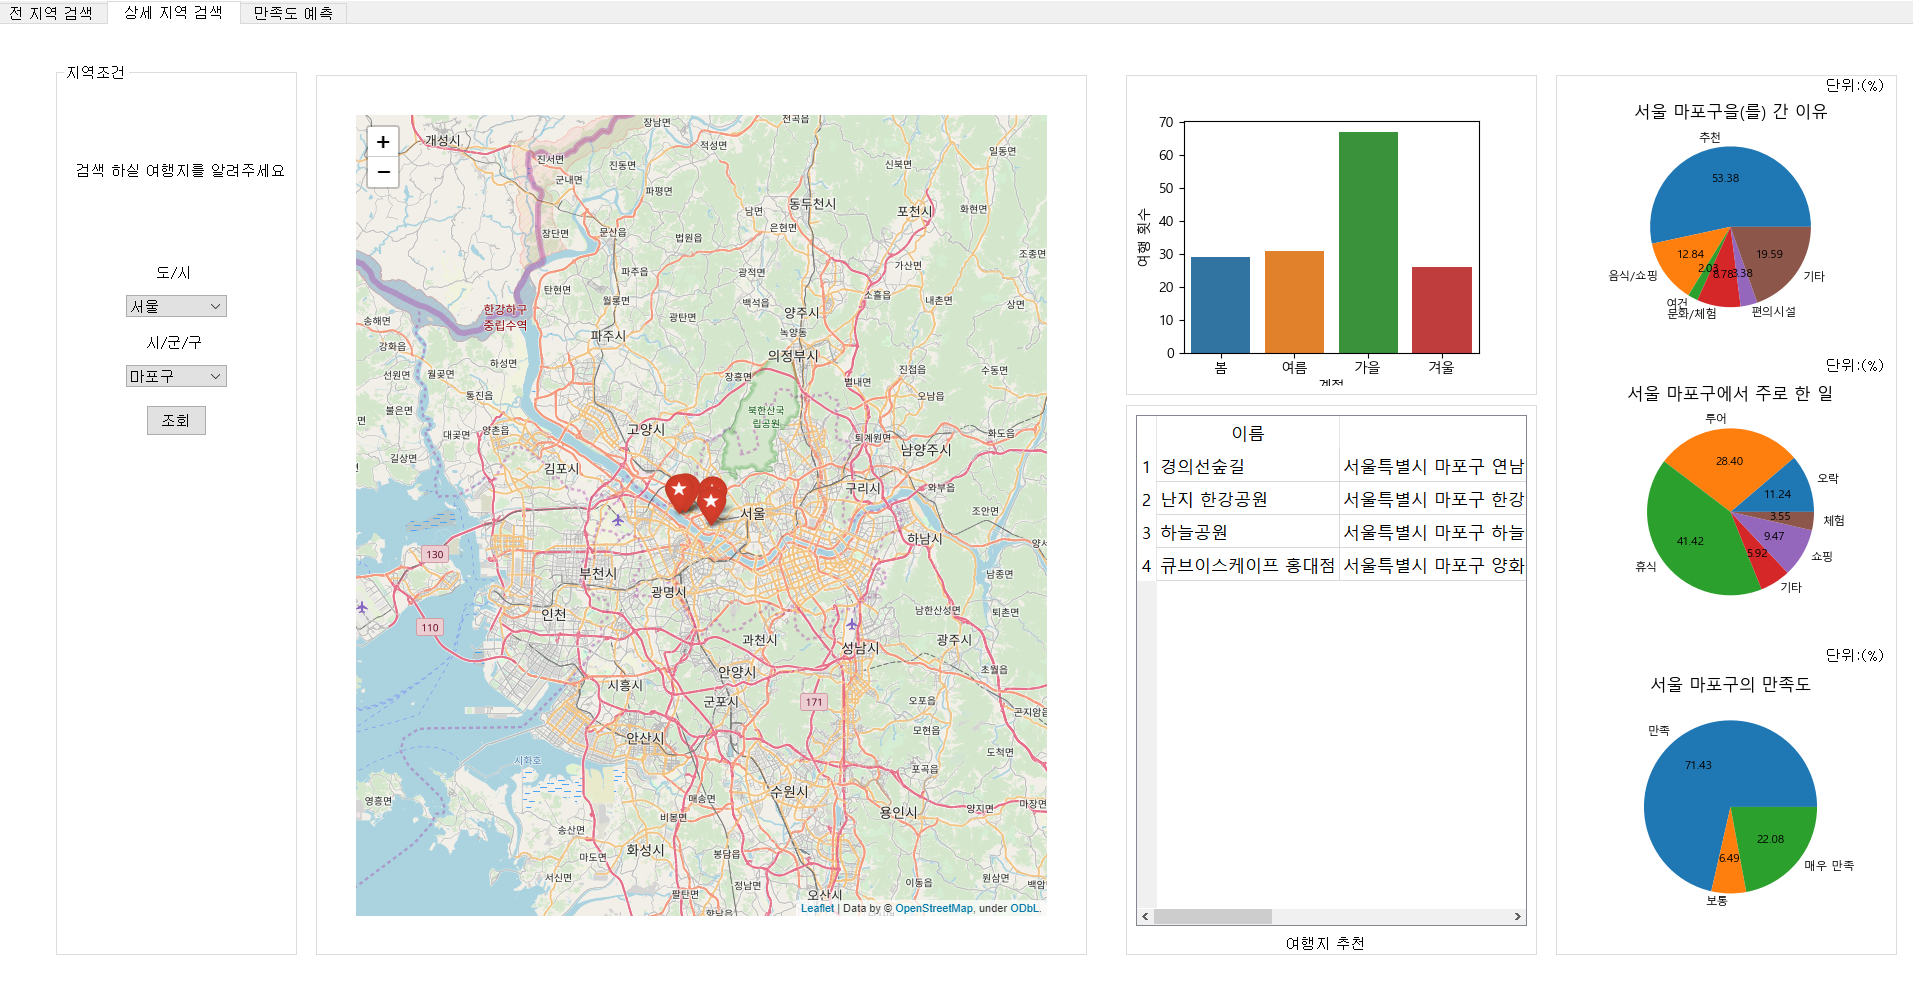 전 지역 검색
상세 지역 검색
만족도 예측
지역조건
검색 하실 여행지를 알려주세요
도/시
서울
시/군/구
마포구
조회
+
−
개성시
장남면
전곡읍
적성면
일동면
진서면
진동면
신북면
군내면
파평면
동두천시
포천시
화현면
남면
은현면
장단면
문산읍
법원읍
조종면
파주읍
광적면
가산면
탄현면
월롱면
백석읍
소흘읍
내촌면
상면
한강하구
중립수역
송해면
광탄면
양주시
녹양동
파주시
강화읍
의정부시
하성면
선원면
월곶면
장흥면
별내면
진접읍
수동면
통진읍
오남읍
불은면
북한산국
립공원
대곶면
양촌읍
고양시
퇴계원면
화도읍
남양주시
길상면
김포시
구리시
와부읍
서울
조안면
하남시
양서
130
부천시
광명시
남종면
인천
남한산성면
퇴촌면
110
과천시
성남시
광주시
안양시
초월읍
시흥시
군포시
171
오포읍
곤지암읍
안산시
모현읍
도척면
시화호
포곡읍
영흥면
매송면
수원시
양지면
마장면
비봉면
용인시
송산면
마도면
화성시
봉담읍
서신면
정남면
이동읍
원삼면
백암
팔탄면
오산시
향남읍
Leaflet | Data by © OpenStreetMap, under ODbL.
70
60
50
40
30
20
10
0
여행 횟수
봄 여름 가을 겨울
계절
이름
1 경의선숲길 서울특별시 마포구 연남
2 난지 한강공원 서울특별시 마포구 한강
3 하늘공원 서울특별시 마포구 하늘
4 큐브이스케이프 홍대점 서울특별시 마포구 양화
여행지 추천
단위:(%)
서울 마포구을(를) 간 이유
추천
53.38
12.84
음식/쇼핑
2.03
여건
8.78
문화/체험
3.38
편의시설
19.59
기타
단위:(%)
서울 마포구에서 주로 한 일
투어
28.40
오락
11.24
3.55
체험
9.47
쇼핑
5.92
기타
41.42
휴식
단위:(%)
서울 마포구의 만족도
만족
71.43
6.49
보통
22.08
매우 만족